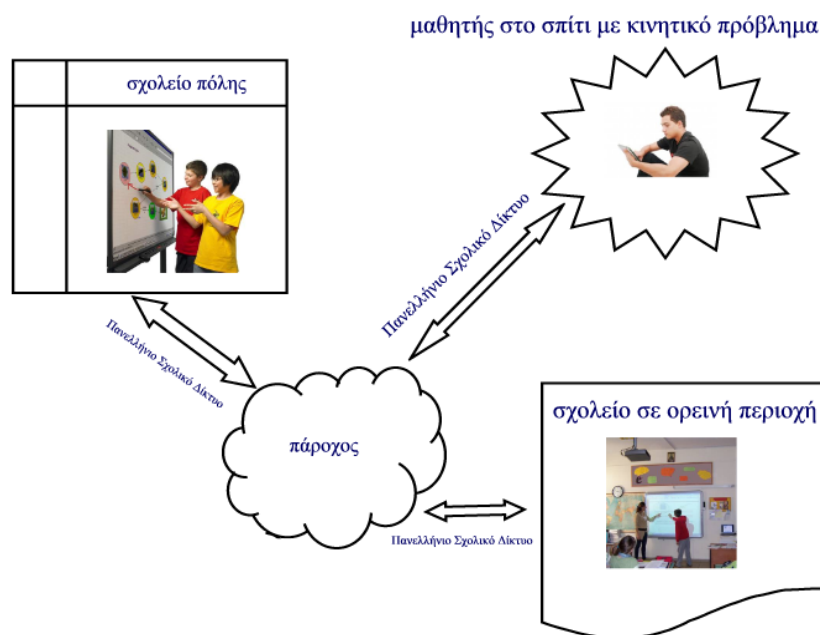 μαθητής στο σπίτι με κινητικό πρόβλημα
σχολείο πόλης
Πανελλήνιο Σχολικό Δίκτυο
Πανελλήνιο Σχολικό Δίκτυο
πάροχος
σχολείο σε ορεινή περιοχή
Πανελλήνιο Σχολικό Δίκτυο